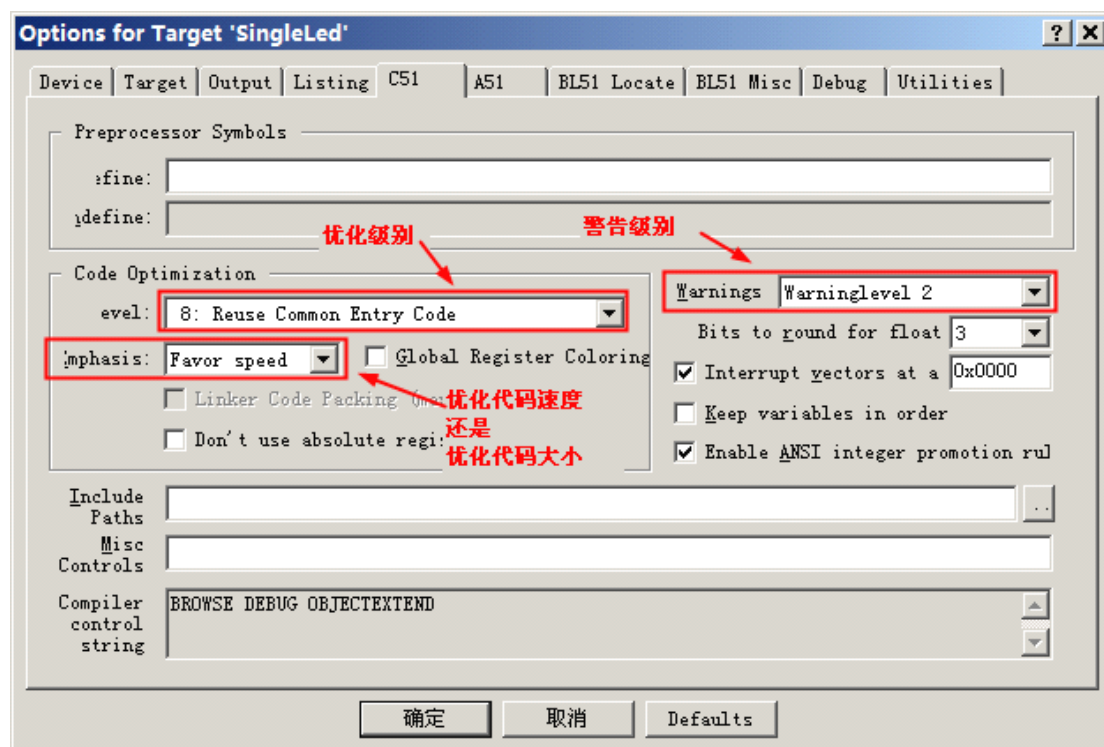 Options for Target 'SingleLed'
Device Target Output Listing C51 A51 BL51 Locate BL51 Misc Debug Utilities
Preprocessor Symbols
efine:
define:
优化级别
警告级别
Code Optimization
evel: 8: Reuse Common Entry Code
Warnings Warninglevel 2
Bits to round for float 3
mphasis: Favor speed Global Register Coloring
Interrupt vectors at a 0x0000
Linker Code Packing
优化代码速度
Keep variables in order
还是
Don't use absolute regi
优化代码大小
Enable ANSI integer promotion rul
Include
Paths
..
Misc
Controls
Compiler
control
string
BROWSE DEBUG OBJECTEXTEND
确定 取消 Defaults